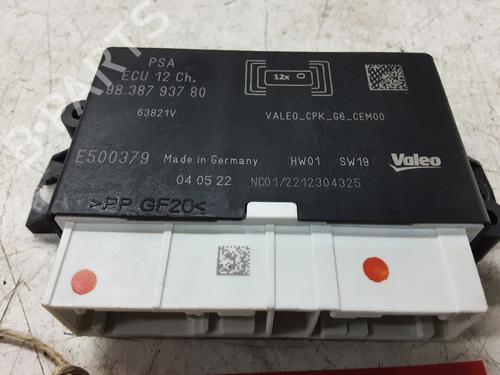 PSA
ECU 12 Ch.
98.387 937 80
63821V
12x
VALEO_CPK_G6_CEM00
E500379 Made in Germany HW01 SW19 Valeo
04 05 22 NC01/2212304325
>PP GF20<
B-PARTS